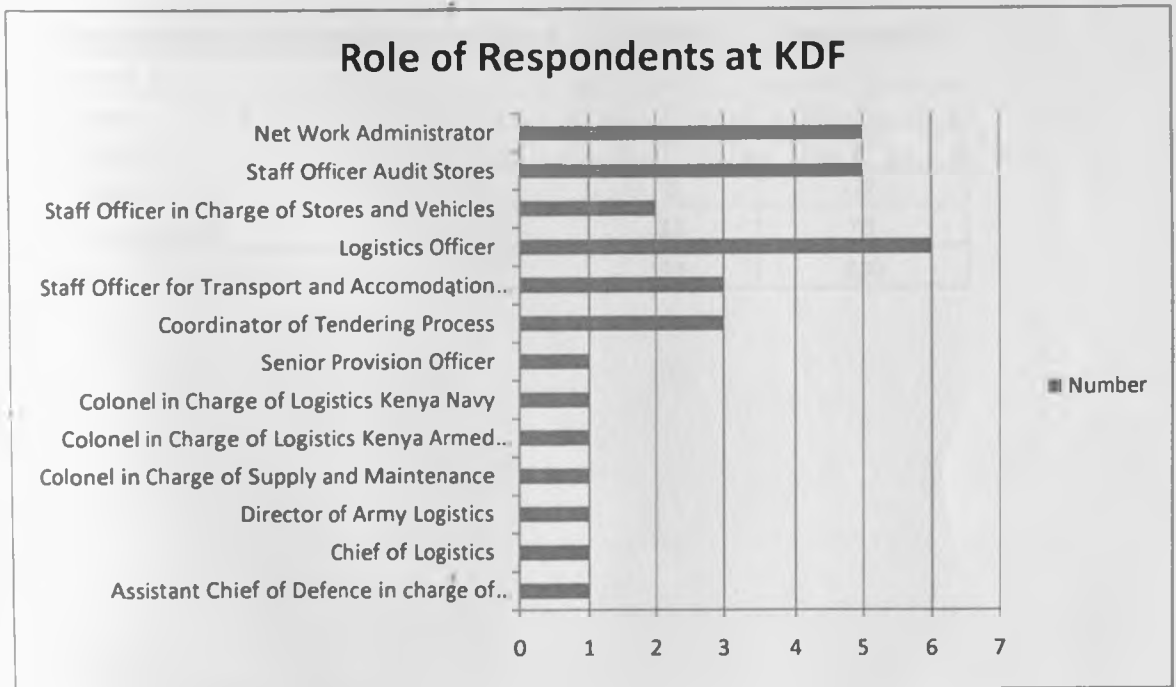 Role of Respondents at KDF
Net Work Administrator
Staff Officer Audit Stores
Staff Officer in Charge of Stores and Vehicles
Logistics Officer
Staff Officer for Transport and Accomodation..
Coordinator of Tendering Process
Senior Provision Officer
Colonel in Charge of Logistics Kenya Navy
Colonel in Charge of Logistics Kenya Armed..
Colonel in Charge of Supply and Maintenance
Director of Army Logistics
Chief of Logistics
Assistant Chief of Defence in charge of..
Number
0 1 2 3 4 5 6 7